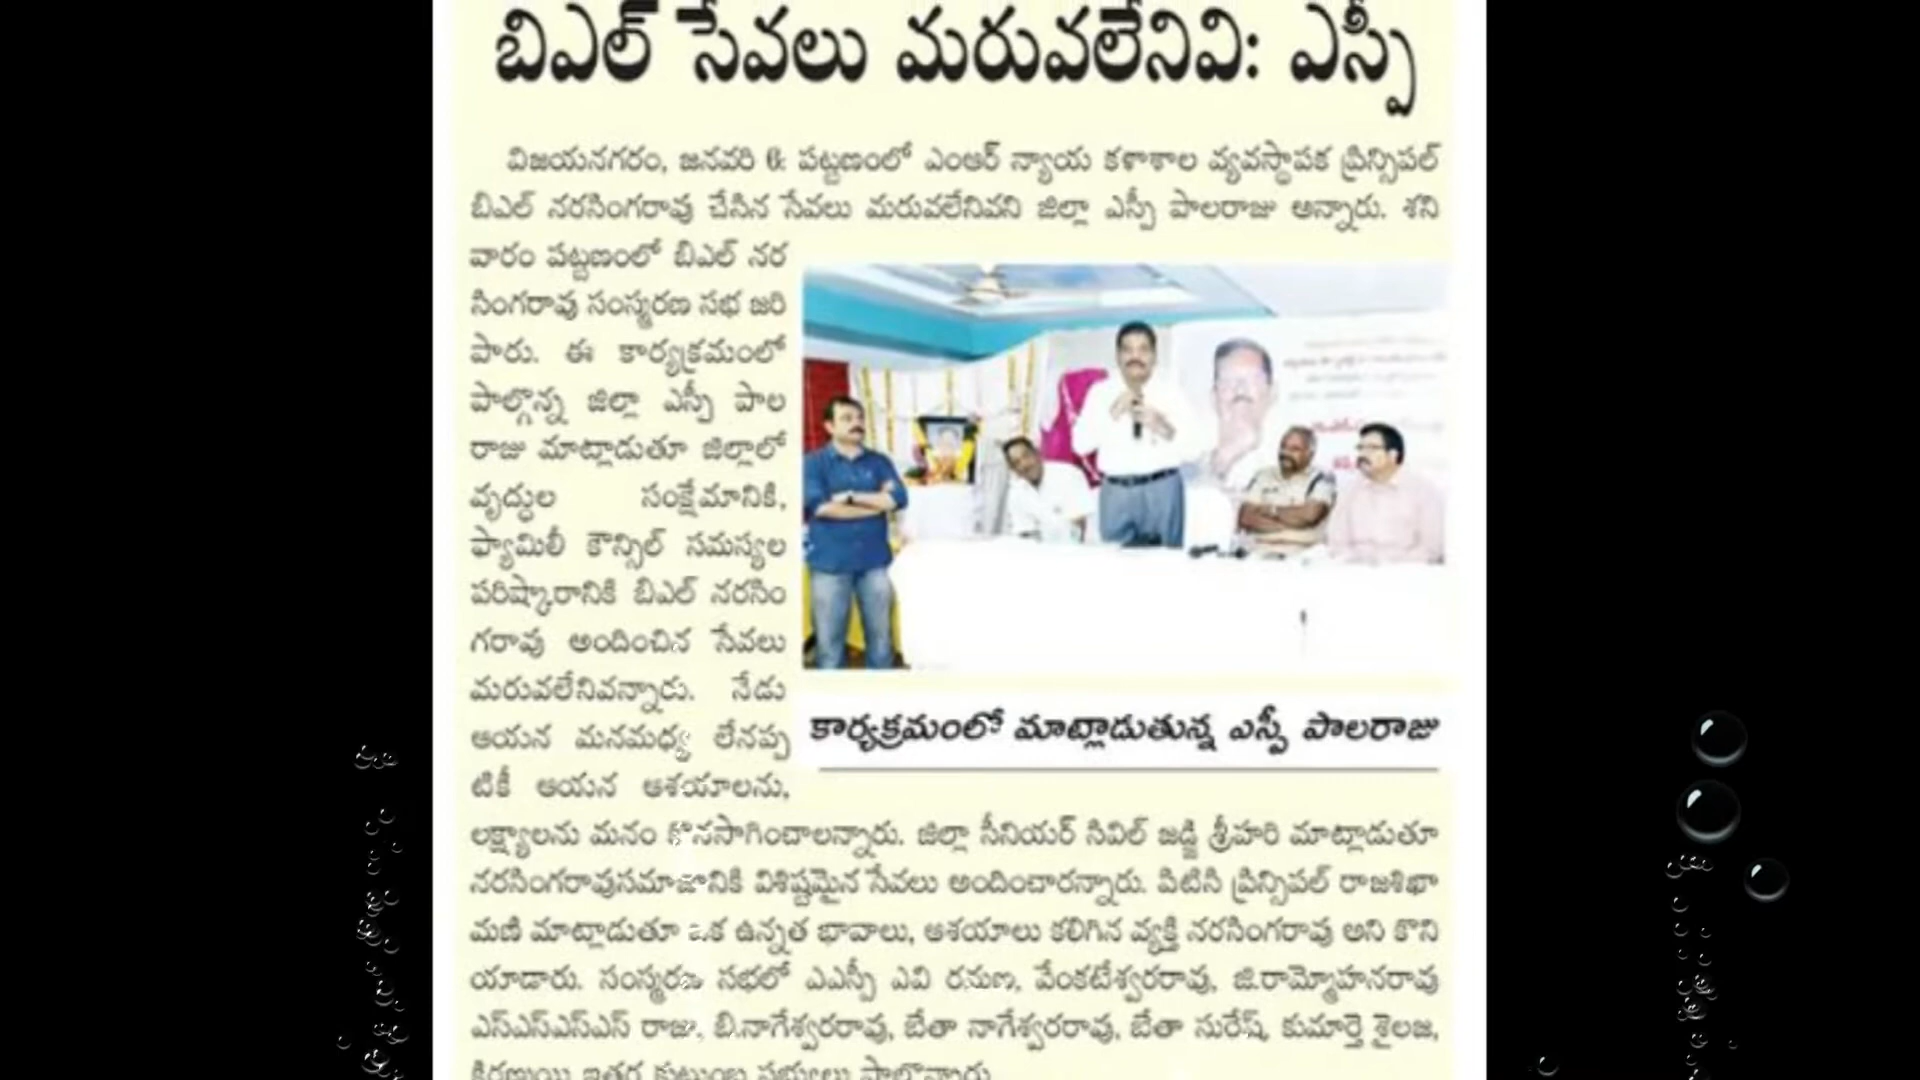 బిఎల్ సేవలు మరువలేనివి: ఎస్పీ
విజయనగరం, జనవరి 6: పట్టణంలో ఎంఆర్ న్యాయ కళాశాల వ్యవస్థాపక ప్రిన్సిపల్
బిఎల్ నరసింగరావు చేసిన సేవలు మరువలేనివని జిల్లా ఎస్పీ పాలరాజు అన్నారు. శని
వారం పట్టణంలో బిఎల్ నర
సింగరావు సంస్మరణ సభ జరి
పారు. ఈ కార్యక్రమంలో
పాల్గొన్న జిల్లా ఎస్పీ పాల
రాజు మాట్లాడుతూ జిల్లాలో
వృద్ధుల సంక్షేమానికి,
ఫ్యామిలీ కౌన్సిల్ సమస్యల
పరిష్కారానికి బిఎల్ నరసిం
గరావు అందించిన సేవలు
మరువలేనివన్నారు. నేడు
ఆయన మనమధ్య లేనప్ప
టికీ ఆయన ఆశయాలను,
కార్యక్రమంలో మాట్లాడుతున్న ఎస్పీ పాలరాజు
లక్ష్యాలను మనం కొనసాగించాలన్నారు. జిల్లా సీనియర్ సివిల్ జడ్జి శ్రీహరి మాట్లాడుతూ
నరసింగరావుసమాజానికి విశిష్టమైన సేవలు అందించారన్నారు. పిటిసి ప్రిన్సిపల్ రాజశిఖా
మణి మాట్లాడుతూ ఒక ఉన్నత భావాలు, ఆశయాలు కలిగిన వ్యక్తి నరసింగరావు అని కొని
యాడారు. సంస్మరణ సభలో ఎఎస్పీ ఎవి రమణ, వేంకటేశ్వరరావు, జి.రామ్మోహనరావు
ఎస్ఎస్ఎస్ఎస్ రాజు, బి.నాగేశ్వరరావు, బేతా నాగేశ్వరరావు, బేతా సురేష్, కుమార్తె శైలజ,
ఇతర కుటుంబ సభ్యులు పాల్గొన్నారు.